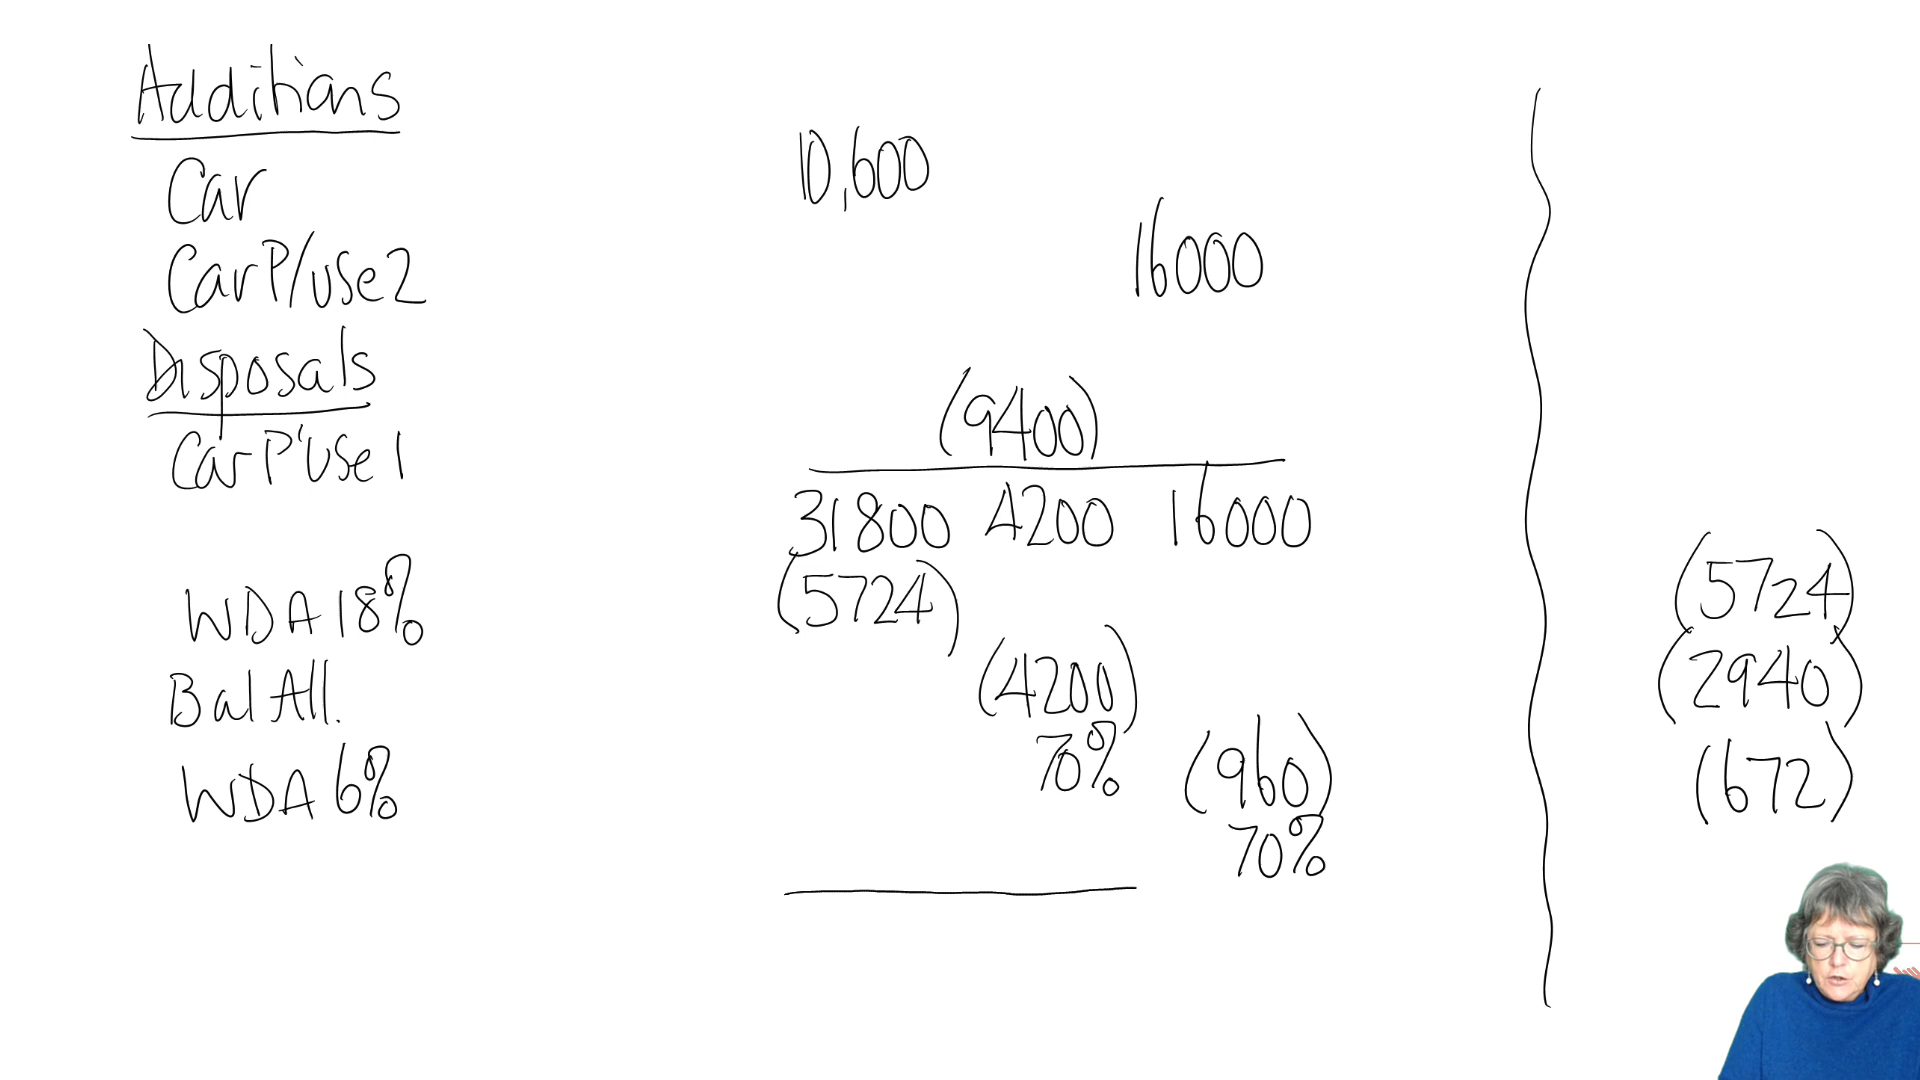 Additions
Car 10,600
Car P/use 2 16000
Disposals
Car P'use 1 (9400)
31800 4200 16000
WDA 18% (5724) (5724)
Bal All. (4200) (2940)
70%
WDA 6% (960) (672)
70%